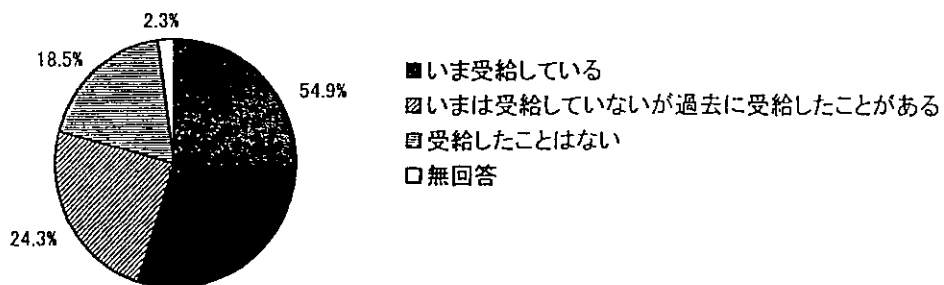 2.3%
18.5%
54.9%
24.3%
■いま受給している
▨いまは受給していないが過去に受給したことがある
▤受給したことはない
□無回答